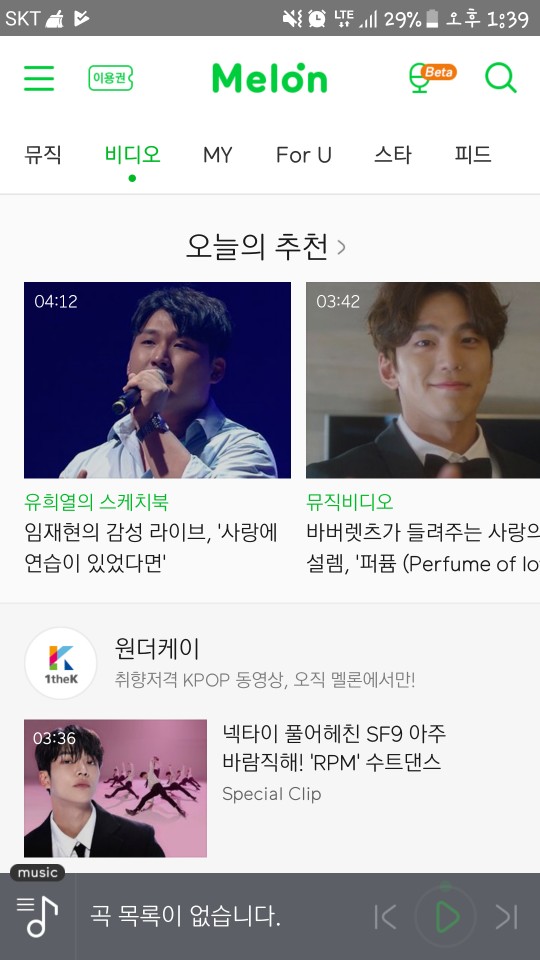 SKT LTE 29% 오후 1:39
이용권 Melon Beta
뮤직 비디오 MY For U 스타 피드
오늘의 추천 >
04:12 03:42
유희열의 스케치북
임재현의 감성 라이브, '사랑에
연습이 있었다면'
뮤직비디오
바버렛츠가 들려주는 사랑의
설렘, '퍼퓸 (Perfume of lo
1theK
원더케이
취향저격 KPOP 동영상, 오직 멜론에서만!
03:36
넥타이 풀어헤친 SF9 아주
바람직해! 'RPM' 수트댄스
Special Clip
music
곡 목록이 없습니다.